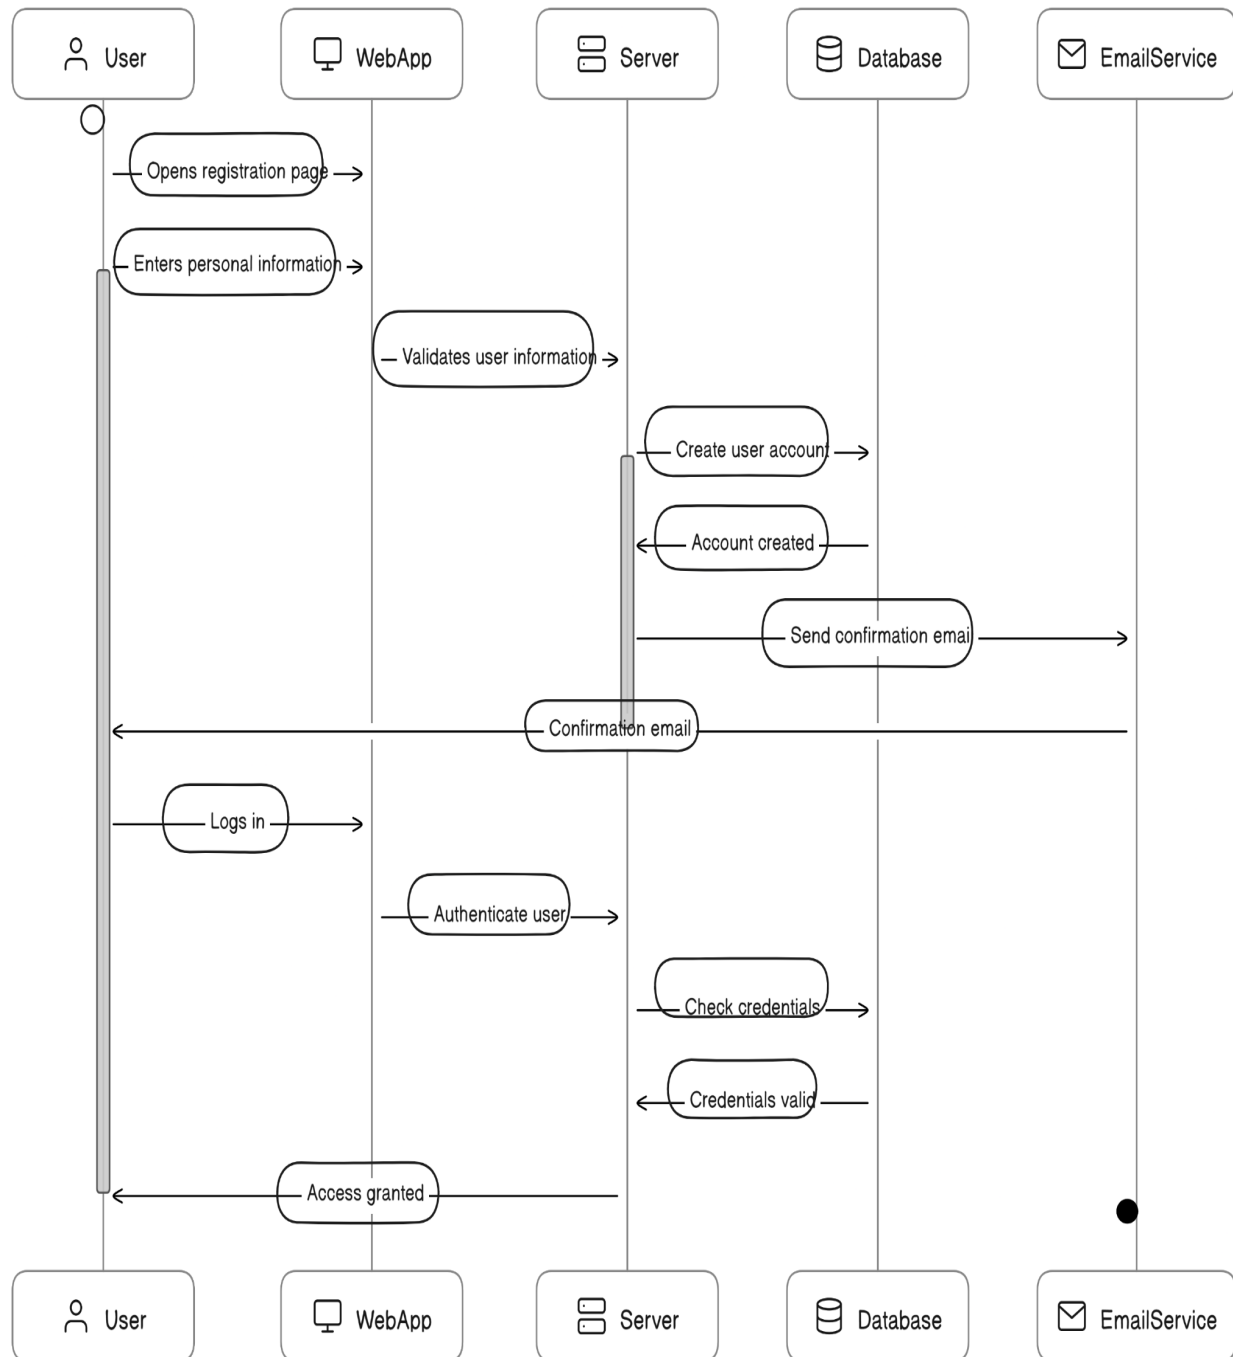 User
WebApp
Server
Database
EmailService
Opens registration page
Enters personal information
Validates user information
Create user account
Account created
Send confirmation emai
Confirmation email
Logs in
Authenticate user
Check credentials
Credentials valid
Access granted
User
WebApp
Server
Database
EmailService